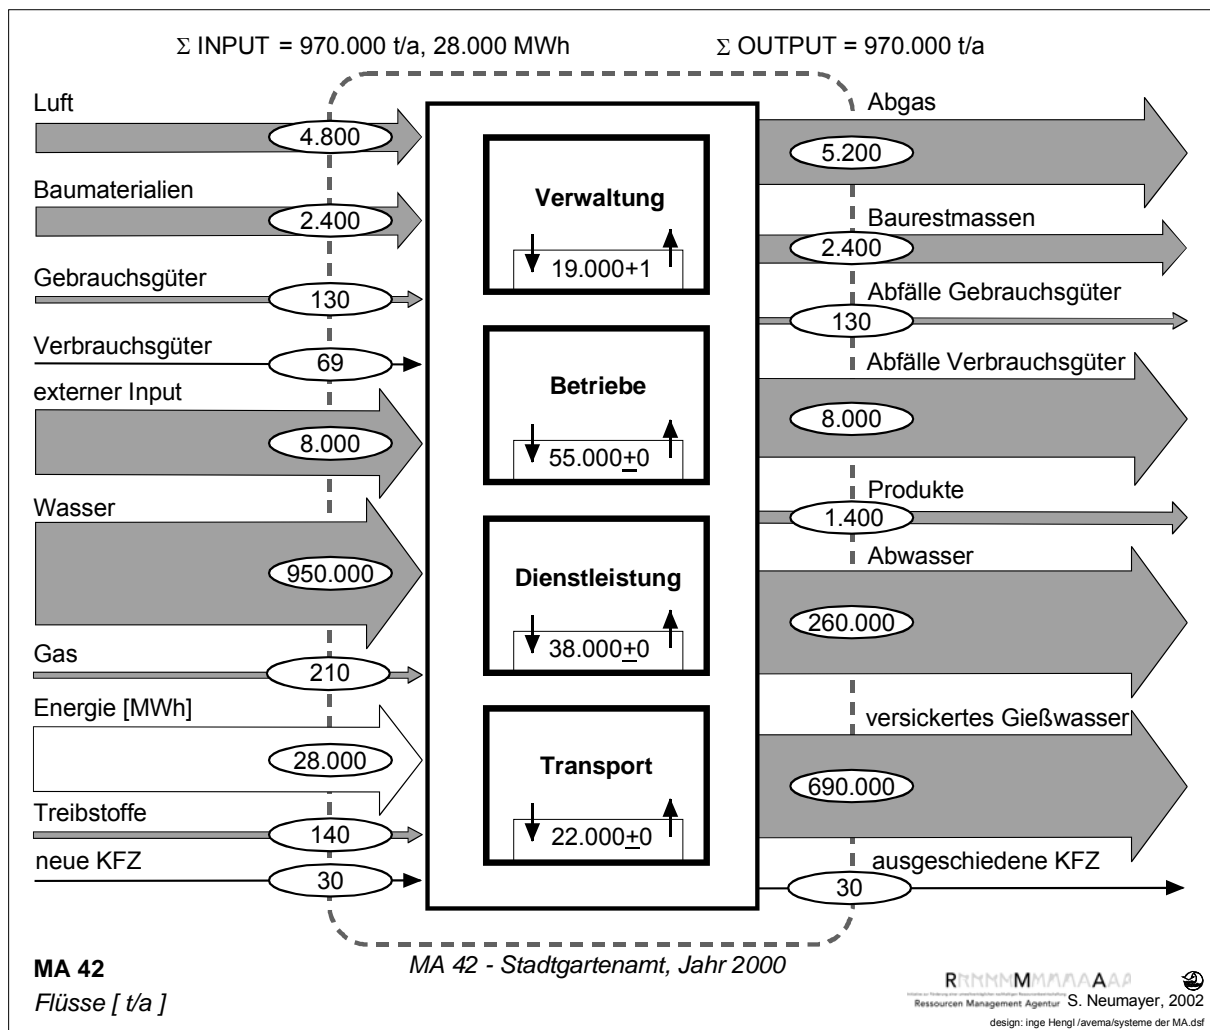 Σ INPUT = 970.000 t/a, 28.000 MWh
Σ OUTPUT = 970.000 t/a
Luft
4.800
Baumaterialien
2.400
Gebrauchsgüter
130
Verbrauchsgüter
69
externer Input
8.000
Wasser
950.000
Gas
210
Energie [MWh]
28.000
Treibstoffe
140
neue KFZ
30
Verwaltung
19.000+1
Betriebe
55.000±0
Dienstleistung
38.000±0
Transport
22.000±0
Abgas
5.200
Baurestmassen
2.400
Abfälle Gebrauchsgüter
130
Abfälle Verbrauchsgüter
8.000
Produkte
1.400
Abwasser
260.000
versickertes Gießwasser
690.000
ausgeschiedene KFZ
30
MA 42 - Stadtgartenamt, Jahr 2000
MA 42
Flüsse [ t/a ]
Ressourcen Management Agentur
S. Neumayer, 2002
design: inge Hengl /avema/systeme der MA.dsf